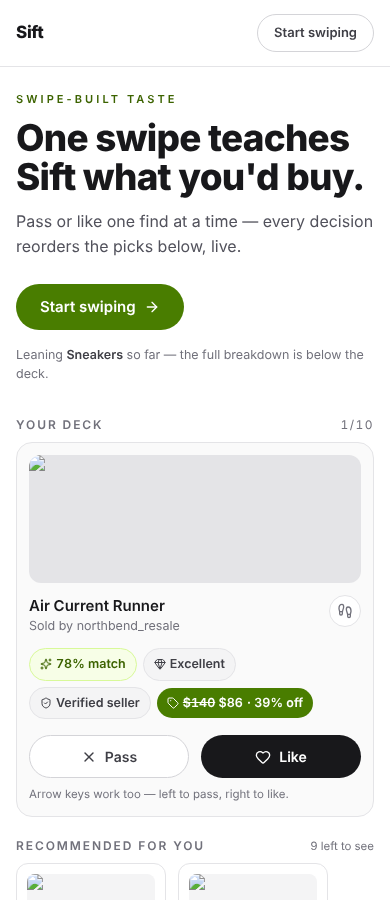 Sift
Start swiping
SWIPE-BUILT TASTE
One swipe teaches
Sift what you'd buy.
Pass or like one find at a time — every decision
reorders the picks below, live.
Start swiping
Leaning Sneakers so far — the full breakdown is below the
deck.
YOUR DECK
1/10
Air Current Runner
Sold by northbend_resale
78% match
Excellent
Verified seller
$140 $86 · 39% off
Pass
Like
Arrow keys work too — left to pass, right to like.
RECOMMENDED FOR YOU
9 left to see